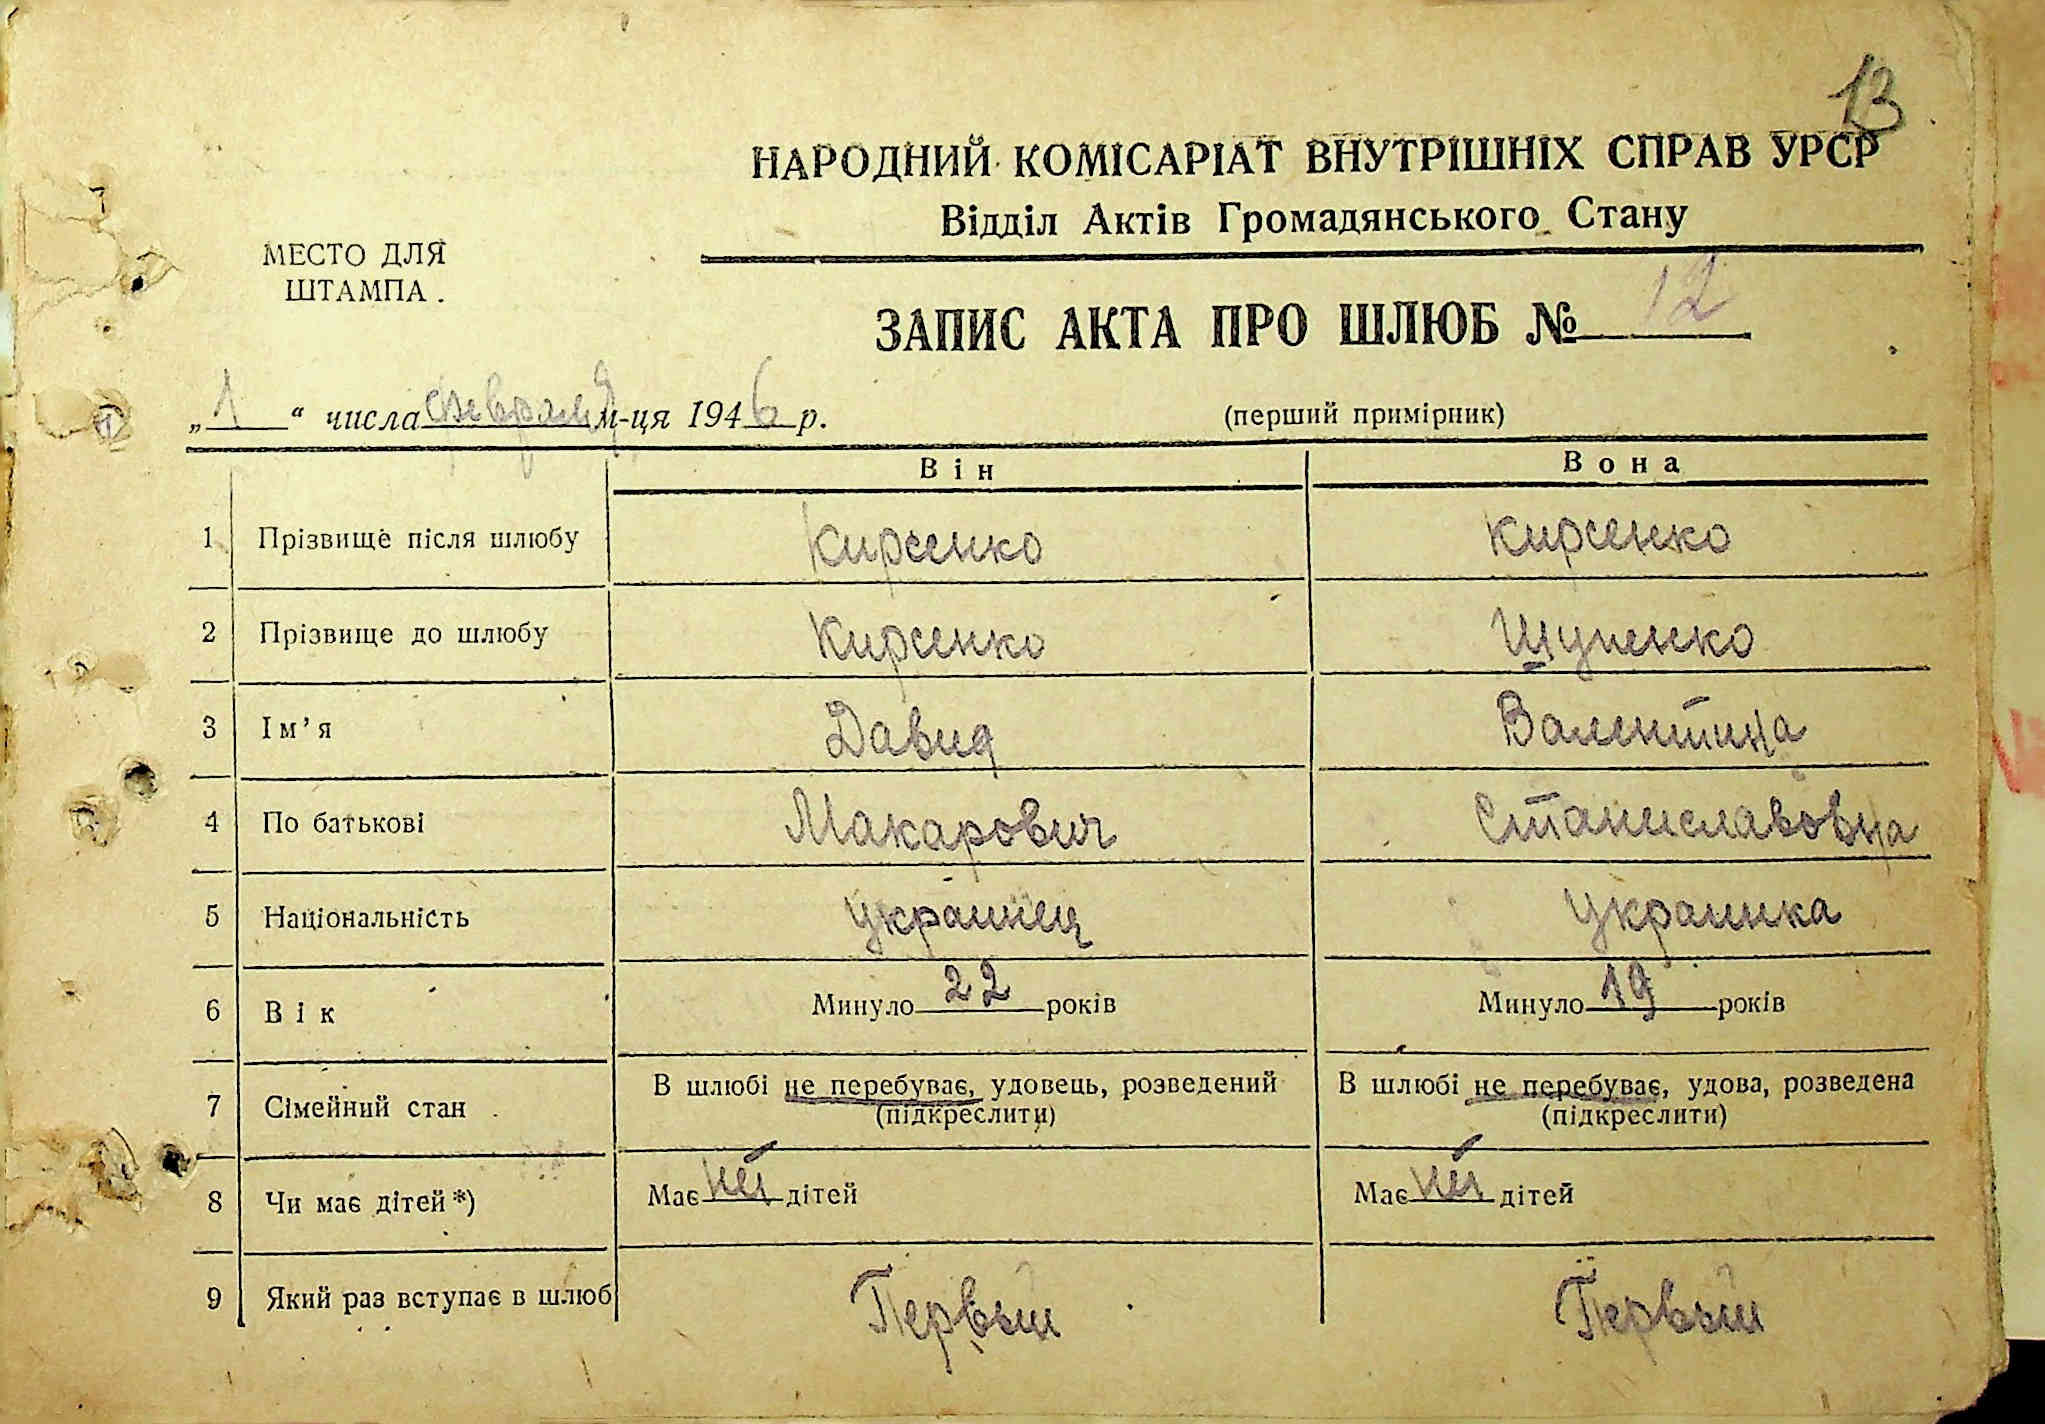 13
НАРОДНИЙ КОМІСАРІАТ ВНУТРІШНІХ СПРАВ УРСР
Відділ Актів Громадянського Стану
МЕСТО ДЛЯ
ШТАМПА.
ЗАПИС АКТА ПРО ШЛЮБ № 12
„1“ числа февраля м-ця 1946 р. (перший примірник)
Він Вона
1 Прізвище після шлюбу Кирсенко Кирсенко
2 Прізвище до шлюбу Кирсенко
3 Ім'я Давид Валентина
4 По батькові Макарович Станиславовна
5 Національність украинец украинка
6 Вік Минуло 22 років Минуло 19 років
7 Сімейний стан В шлюбі не перебуває, удовець, розведений В шлюбі не перебуває, удова, розведена
(підкреслити) (підкреслити)
8 Чи має дітей*) Має нет дітей Має нет дітей
9 Який раз вступає в шлюб Первый Первый